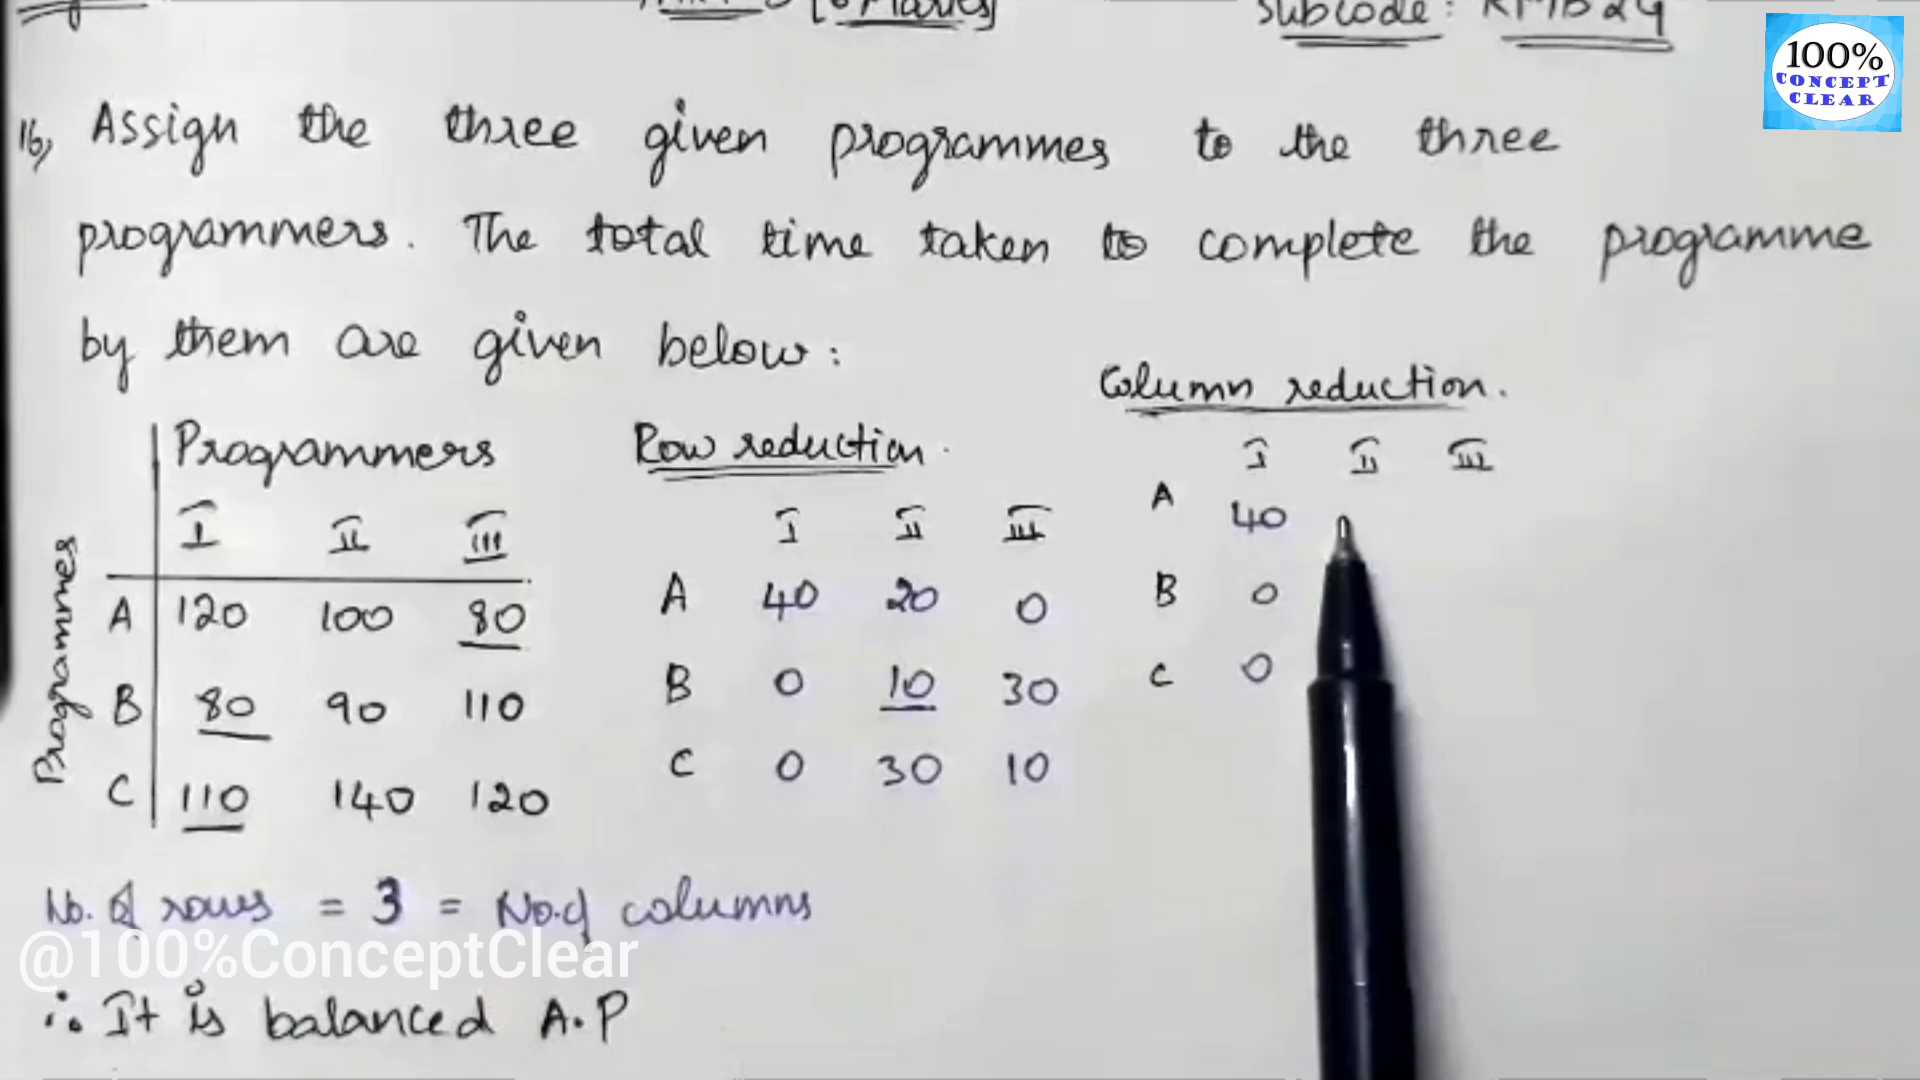 Subcode:
100%
CONCEPT
CLEAR
16, Assign the three given programmes to the three
programmers. The total time taken to complete the programme
by them are given below:
Programmers
I II III
Programmes
A 120 100 80
B 80 90 110
C 110 140 120
Row reduction.
I II III
A 40 20 0
B 0 10 30
C 0 30 10
Column reduction.
I II III
A 40
B 0
C 0
No. of rows = 3 = No. of columns
@100%ConceptClear
∴ It is balanced A.P